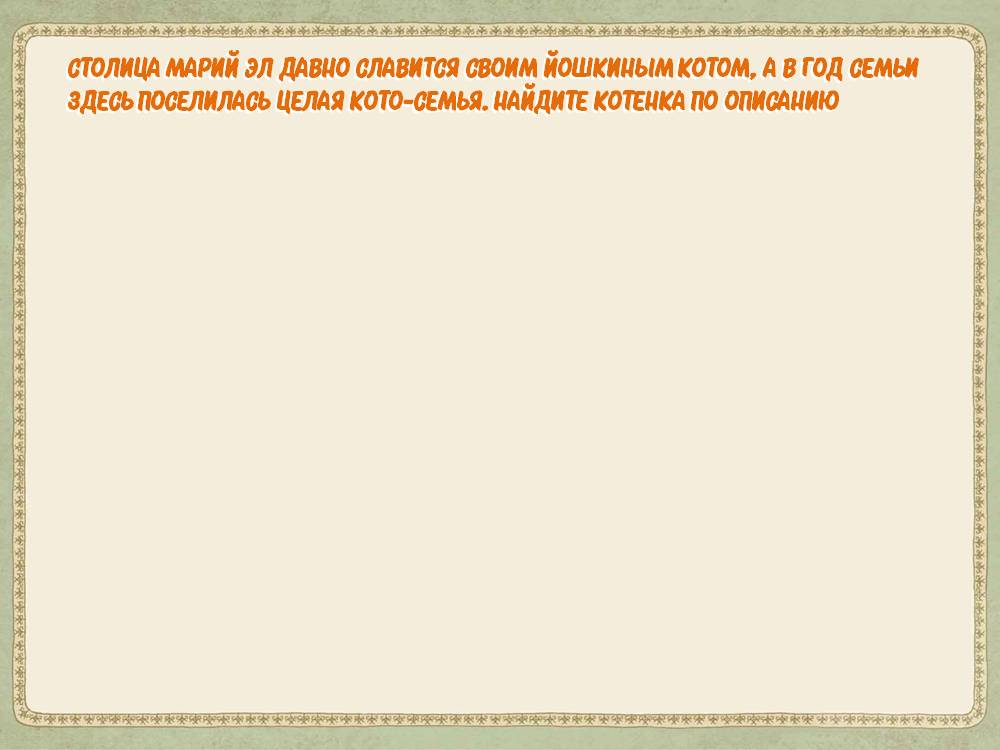 СТОЛИЦА МАРИЙ ЭЛ ДАВНО СЛАВИТСЯ СВОИМ ЙОШКИНЫМ КОТОМ, А В ГОД СЕМЬИ
ЗДЕСЬ ПОСЕЛИЛАСЬ ЦЕЛАЯ КОТО-СЕМЬЯ. НАЙДИТЕ КОТЕНКА ПО ОПИСАНИЮ